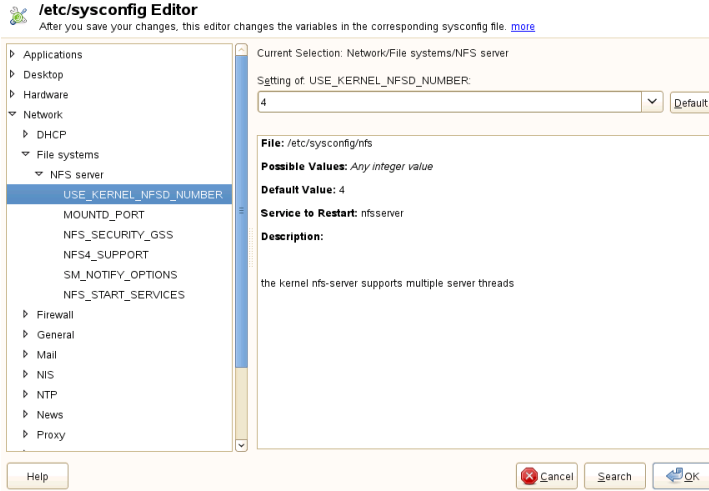 /etc/sysconfig Editor
After you save your changes, this editor changes the variables in the corresponding sysconfig file. more
Applications
Desktop
Hardware
Network
DHCP
File systems
NFS server
USE_KERNEL_NFSD_NUMBER
MOUNTD_PORT
NFS_SECURITY_GSS
NFS4_SUPPORT
SM_NOTIFY_OPTIONS
NFS_START_SERVICES
Firewall
General
Mail
NIS
NTP
News
Proxy
Current Selection: Network/File systems/NFS server
Setting of: USE_KERNEL_NFSD_NUMBER:
4
Default
File: /etc/sysconfig/nfs
Possible Values: Any integer value
Default Value: 4
Service to Restart: nfsserver
Description:
the kernel nfs-server supports multiple server threads
Help
Cancel
Search
OK